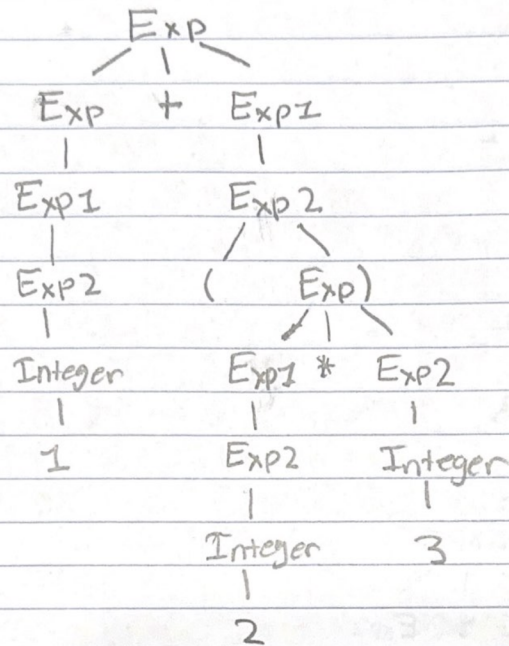 Exp
Exp + Exp1
Exp1 Exp2
Exp2 ( Exp)
Integer Exp1 * Exp2
1 Exp2 Integer
Integer 3
2